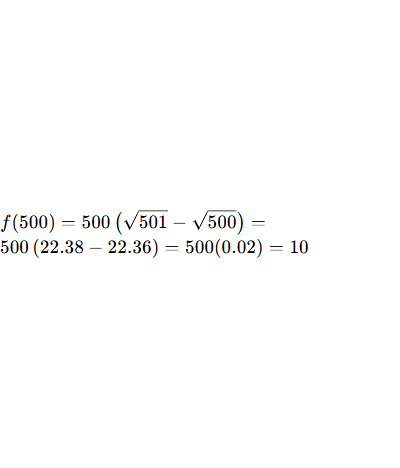 f(500) = 500 (√501 − √500) =
500 (22.38 − 22.36) = 500(0.02) = 10